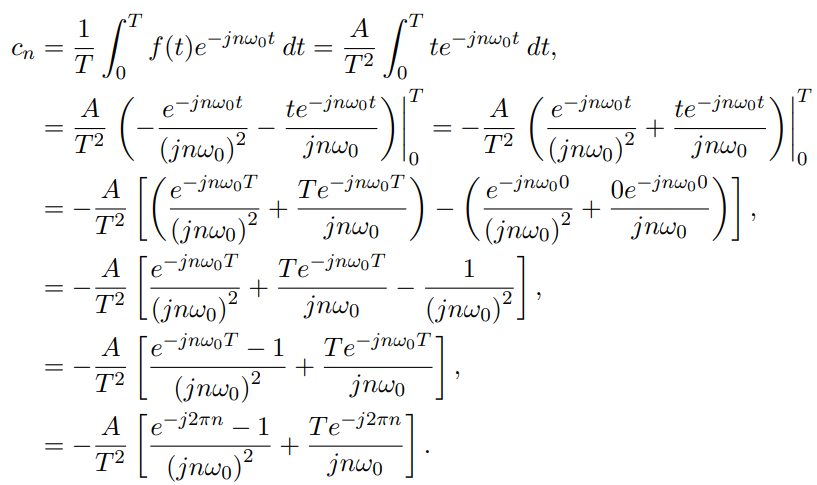 $c_n = \frac{1}{T} \int_0^T f(t)e^{-jn\omega_0 t}\, dt = \frac{A}{T^2} \int_0^T te^{-jn\omega_0 t}\, dt,$
$= \frac{A}{T^2} \left( -\frac{e^{-jn\omega_0 t}}{(jn\omega_0)^2} - \frac{te^{-jn\omega_0 t}}{jn\omega_0} \right) \Big|_0^T = -\frac{A}{T^2} \left( \frac{e^{-jn\omega_0 t}}{(jn\omega_0)^2} + \frac{te^{-jn\omega_0 t}}{jn\omega_0} \right) \Big|_0^T$
$= -\frac{A}{T^2} \left[ \left( \frac{e^{-jn\omega_0 T}}{(jn\omega_0)^2} + \frac{Te^{-jn\omega_0 T}}{jn\omega_0} \right) - \left( \frac{e^{-jn\omega_0 0}}{(jn\omega_0)^2} + \frac{0e^{-jn\omega_0 0}}{jn\omega_0} \right) \right],$
$= -\frac{A}{T^2} \left[ \frac{e^{-jn\omega_0 T}}{(jn\omega_0)^2} + \frac{Te^{-jn\omega_0 T}}{jn\omega_0} - \frac{1}{(jn\omega_0)^2} \right],$
$= -\frac{A}{T^2} \left[ \frac{e^{-jn\omega_0 T} - 1}{(jn\omega_0)^2} + \frac{Te^{-jn\omega_0 T}}{jn\omega_0} \right],$
$= -\frac{A}{T^2} \left[ \frac{e^{-j2\pi n} - 1}{(jn\omega_0)^2} + \frac{Te^{-j2\pi n}}{jn\omega_0} \right].$